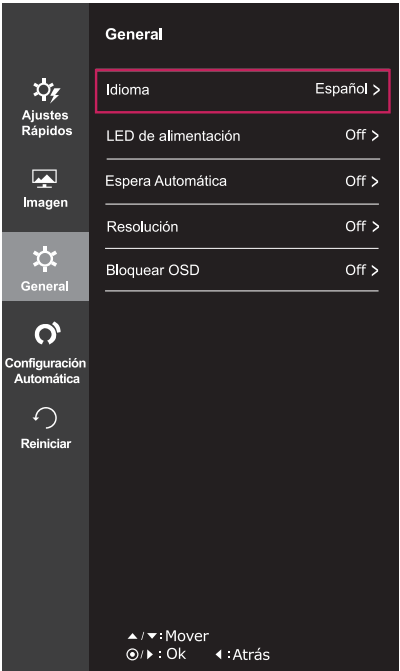 General
Ajustes
Rápidos
Imagen
General
Configuración
Automática
Reiniciar
Idioma Español >
LED de alimentación Off >
Espera Automática Off >
Resolución Off >
Bloquear OSD Off >
▲/▼:Mover
◉/▶: Ok ◀:Atrás